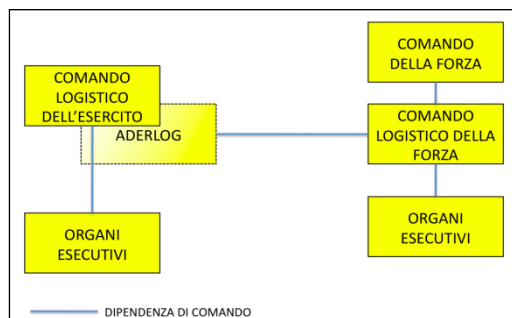 COMANDO
LOGISTICO
DELL'ESERCITO
ADERLOG
ORGANI
ESECUTIVI
COMANDO
DELLA FORZA
COMANDO
LOGISTICO DELLA
FORZA
ORGANI
ESECUTIVI
DIPENDENZA DI COMANDO